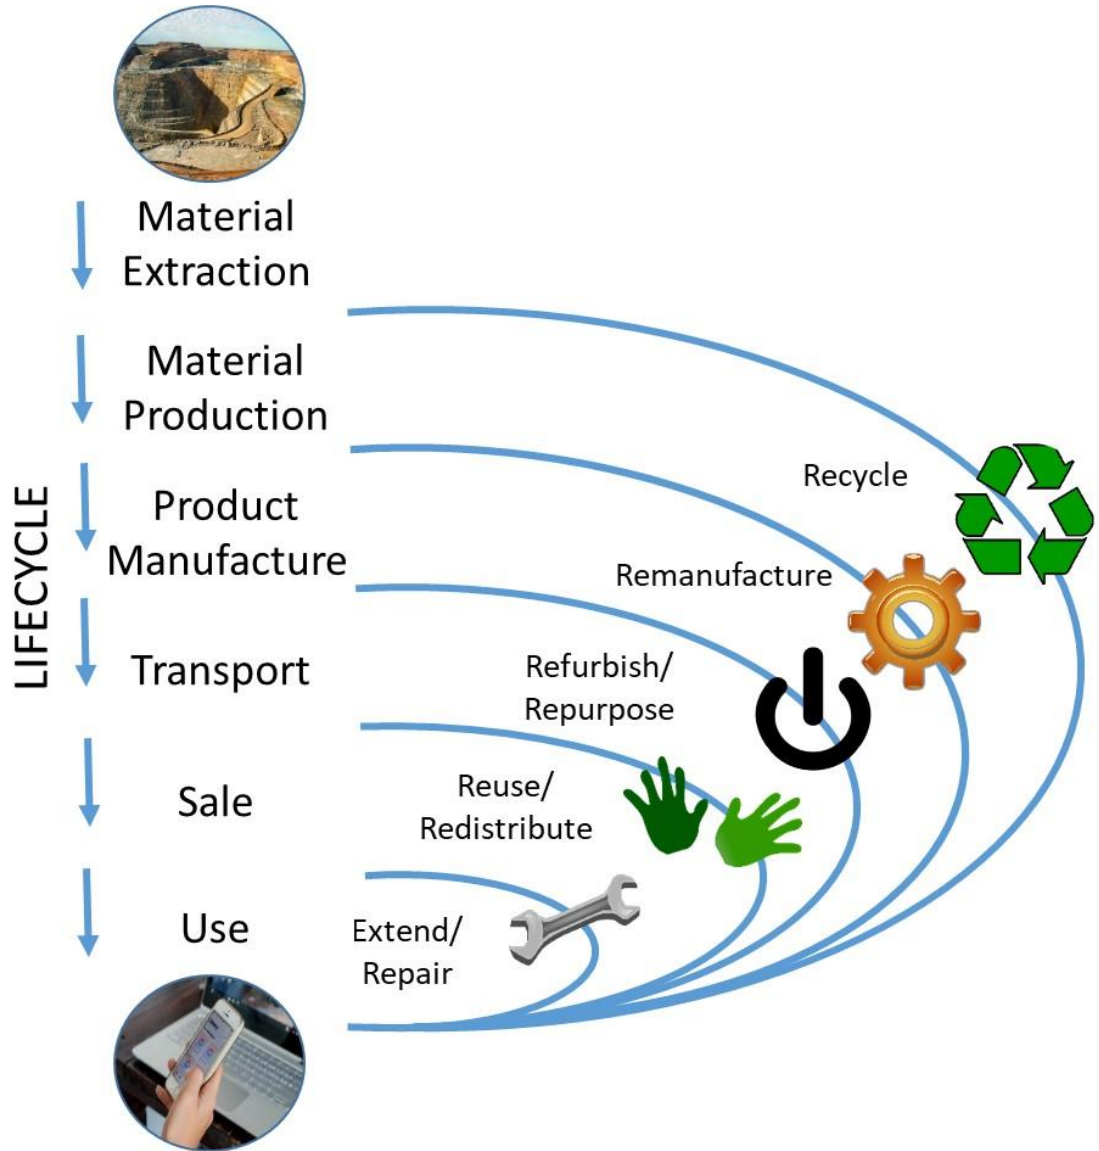 Material
Extraction
Material
Production
Recycle
LIFECYCLE
Product
Manufacture
Remanufacture
Transport
Refurbish/
Repurpose
Sale
Reuse/
Redistribute
Use
Extend/
Repair